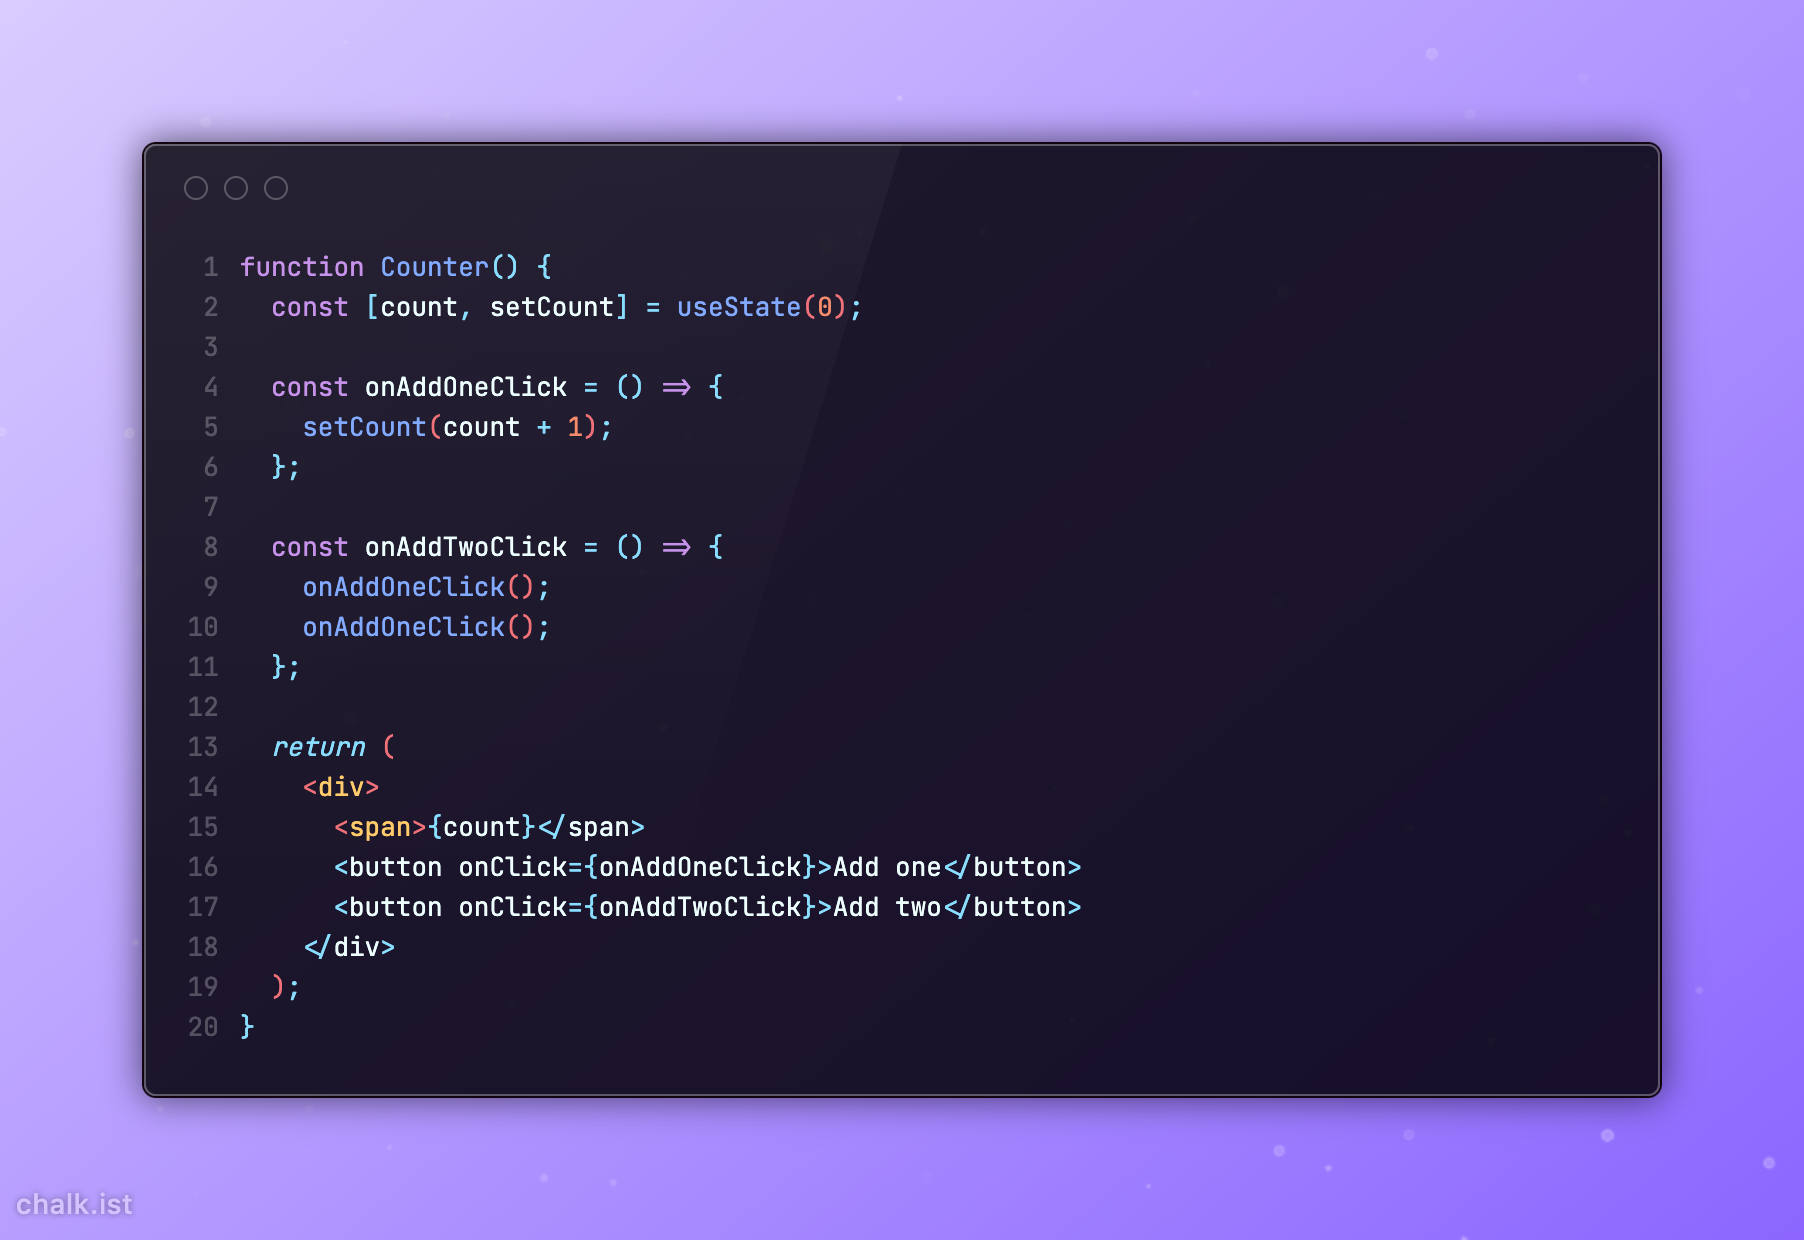 1 function Counter() {
2   const [count, setCount] = useState(0);
3
4   const onAddOneClick = () => {
5     setCount(count + 1);
6   };
7
8   const onAddTwoClick = () => {
9     onAddOneClick();
10     onAddOneClick();
11   };
12
13   return (
14     <div>
15       <span>{count}</span>
16       <button onClick={onAddOneClick}>Add one</button>
17       <button onClick={onAddTwoClick}>Add two</button>
18     </div>
19   );
20 }
chalk.ist